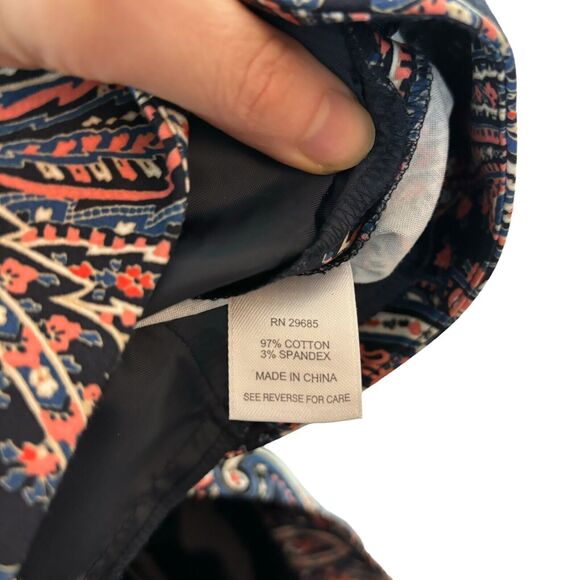 RN 29685
97% COTTON
3% SPANDEX
MADE IN CHINA
SEE REVERSE FOR CARE